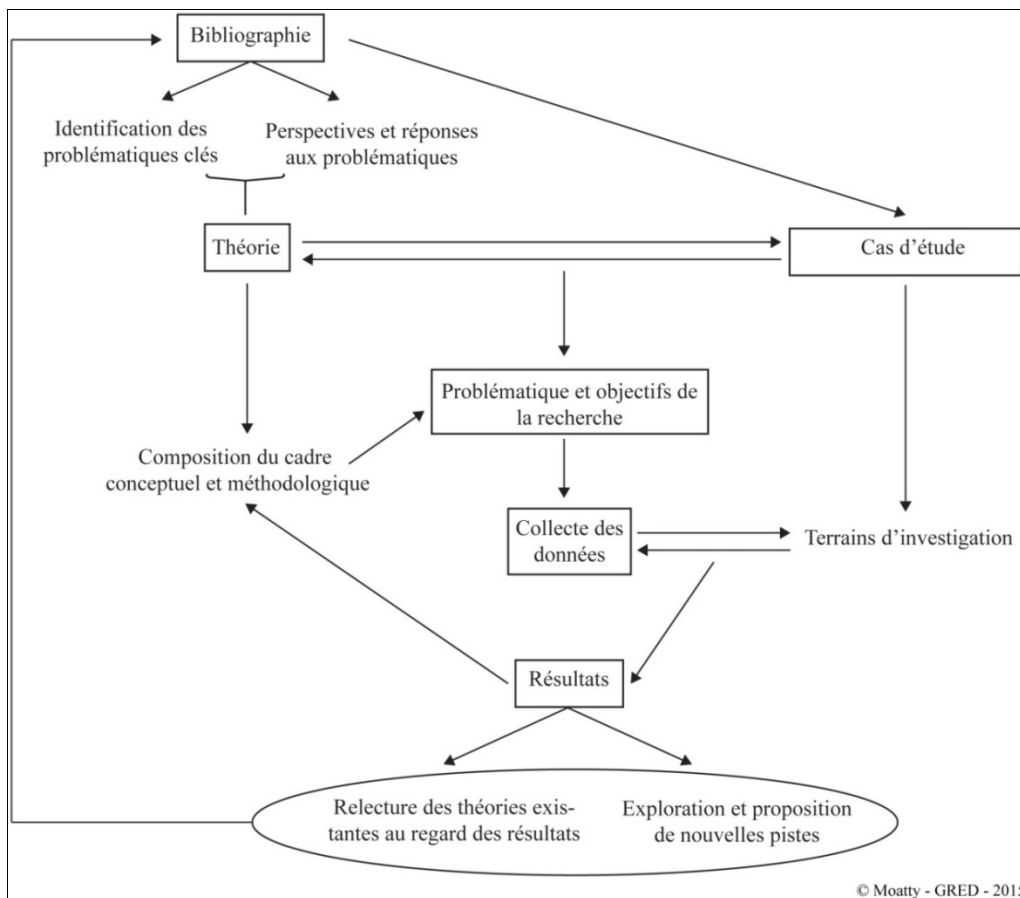 Bibliographie
Identification des
problématiques clés
Perspectives et réponses
aux problématiques
Théorie
Cas d'étude
Problématique et objectifs de
la recherche
Composition du cadre
conceptuel et méthodologique
Collecte des
données
Terrains d'investigation
Résultats
Relecture des théories exis-
tantes au regard des résultats
Exploration et proposition
de nouvelles pistes
© Moatty - GRED - 2015